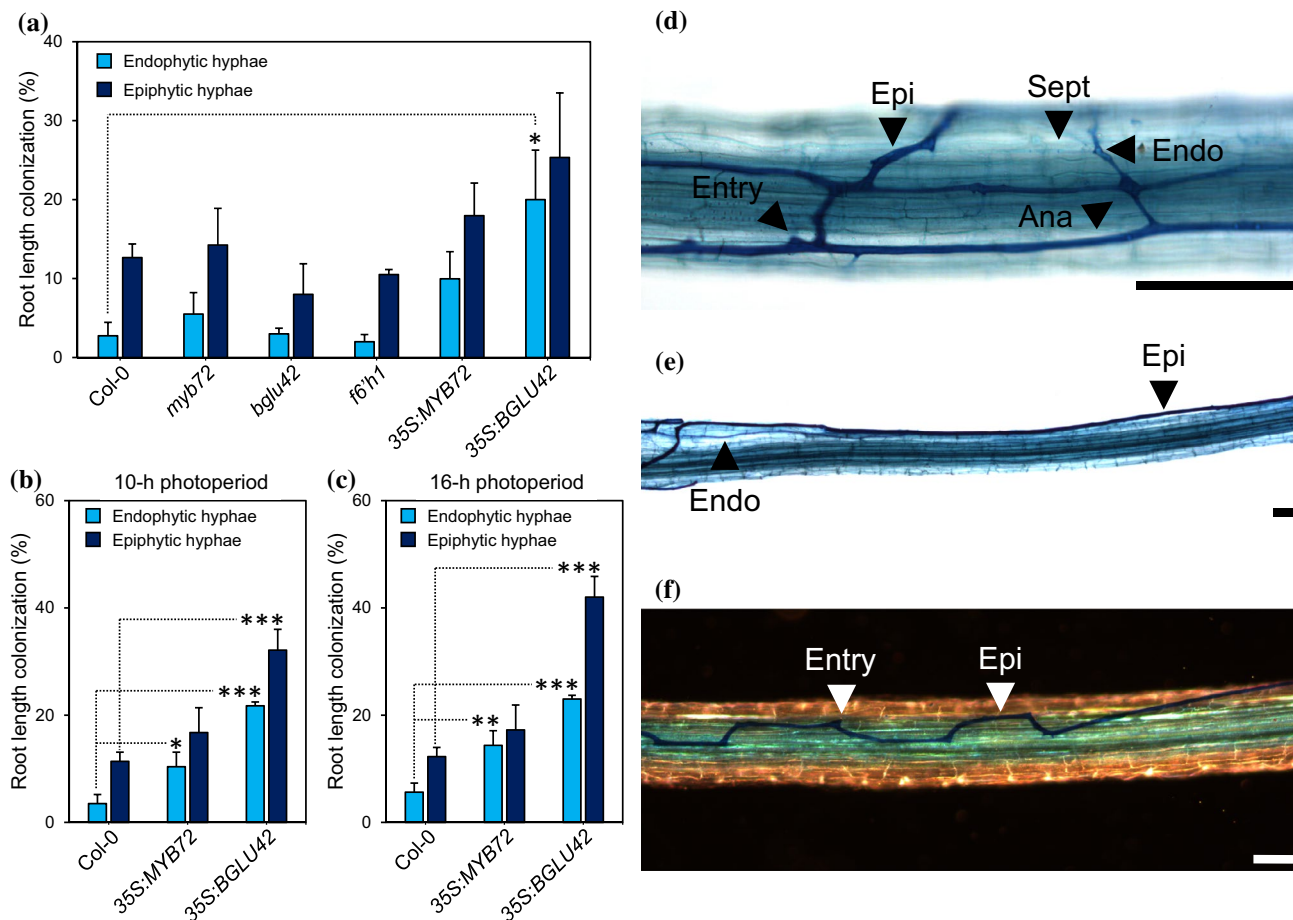 (a)
40
30
20
10
0
Root length colonization (%)
Endophytic hyphae
Epiphytic hyphae
*
Col-0
myb72
bglu42
f6'h1
35S:MYB72
35S:BGLU42
(b)
10-h photoperiod
60
40
20
0
Root length colonization (%)
Endophytic hyphae
Epiphytic hyphae
***
***
*
Col-0
35S:MYB72
35S:BGLU42
(c)
16-h photoperiod
60
40
20
0
Root length colonization (%)
Endophytic hyphae
Epiphytic hyphae
***
***
**
Col-0
35S:MYB72
35S:BGLU42
(d)
Epi
Sept
Endo
Entry
Ana
(e)
Epi
Endo
(f)
Entry
Epi